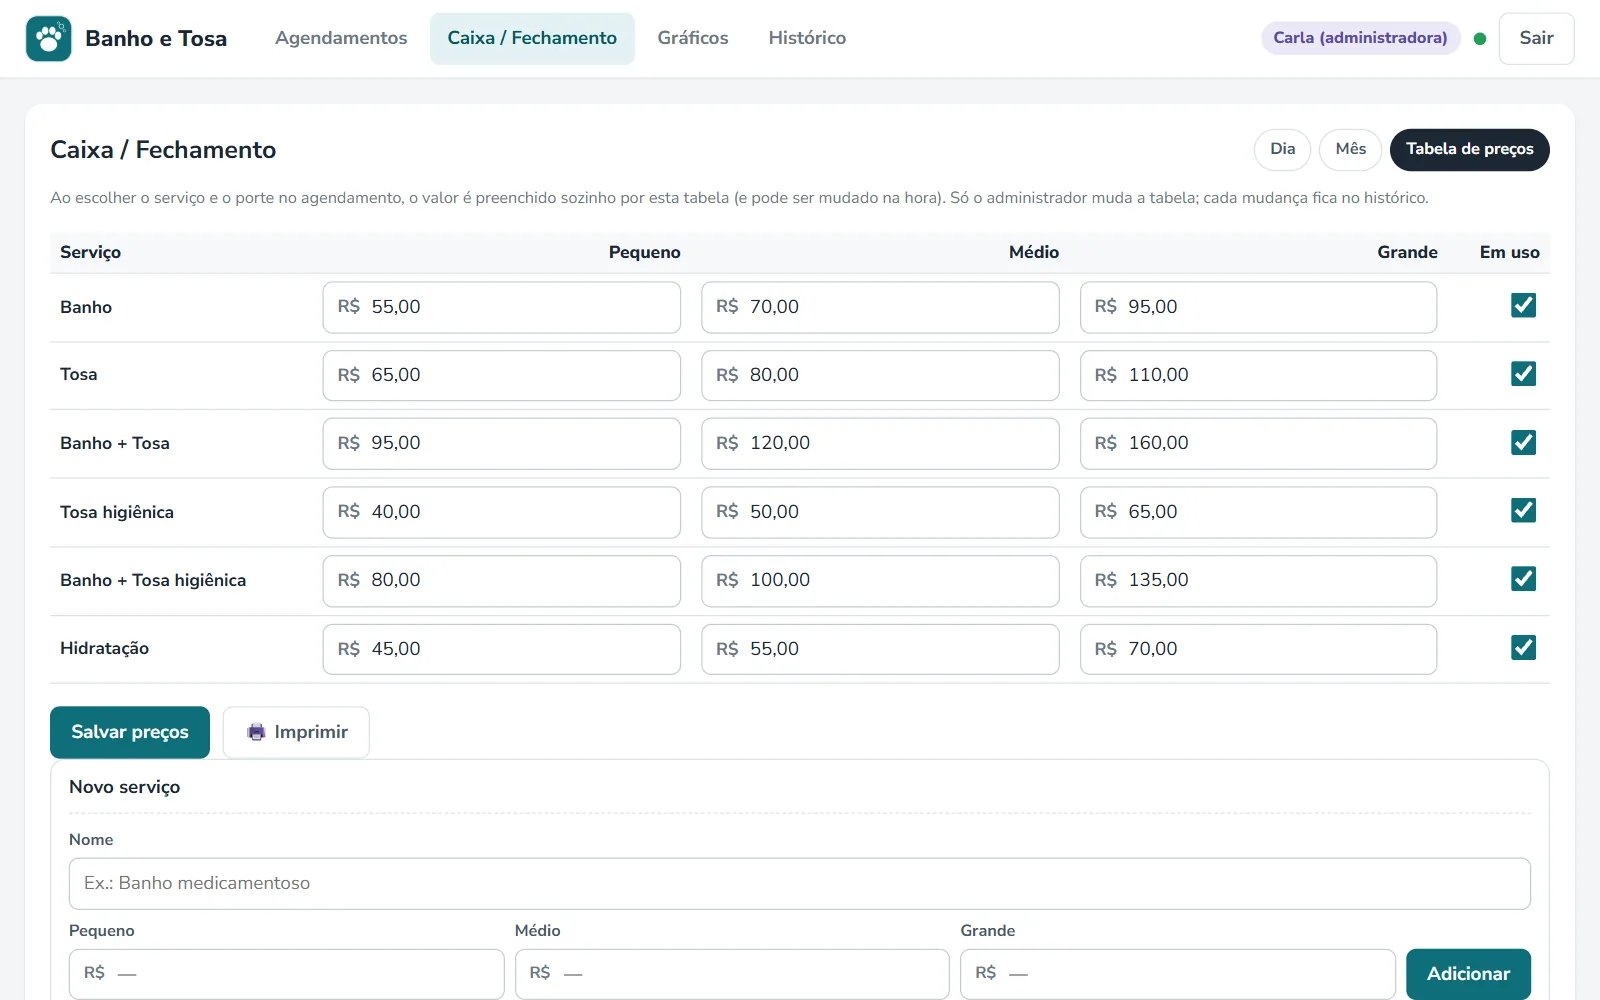 Banho e Tosa Agendamentos Caixa / Fechamento Gráficos Histórico Carla (administradora) Sair
Caixa / Fechamento Dia Mês Tabela de preços
Ao escolher o serviço e o porte no agendamento, o valor é preenchido sozinho por esta tabela (e pode ser mudado na hora). Só o administrador muda a tabela; cada mudança fica no histórico.
Serviço Pequeno Médio Grande Em uso
Banho R$ 55,00 R$ 70,00 R$ 95,00
Tosa R$ 65,00 R$ 80,00 R$ 110,00
Banho + Tosa R$ 95,00 R$ 120,00 R$ 160,00
Tosa higiênica R$ 40,00 R$ 50,00 R$ 65,00
Banho + Tosa higiênica R$ 80,00 R$ 100,00 R$ 135,00
Hidratação R$ 45,00 R$ 55,00 R$ 70,00
Salvar preços Imprimir
Novo serviço
Nome
Ex.: Banho medicamentoso
Pequeno Médio Grande
R$ — R$ — R$ — Adicionar